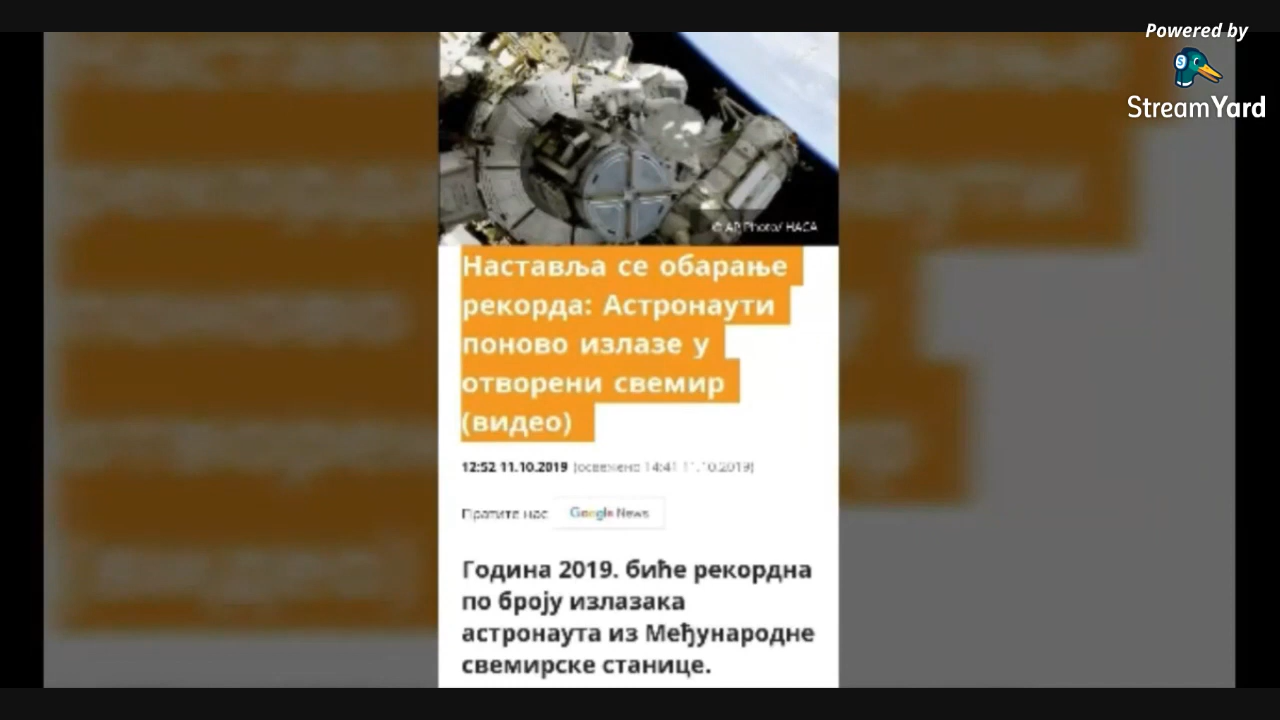 Powered by
StreamYard
© AP Photo/ НАСА
Наставља се обарање
рекорда: Астронаути
поново излазе у
отворени свемир
(видео)
12:52 11.10.2019 (освежено 14:41 11.10.2019)
Пратите нас
Google News
Година 2019. биће рекордна
по броју излазака
астронаута из Међународне
свемирске станице.